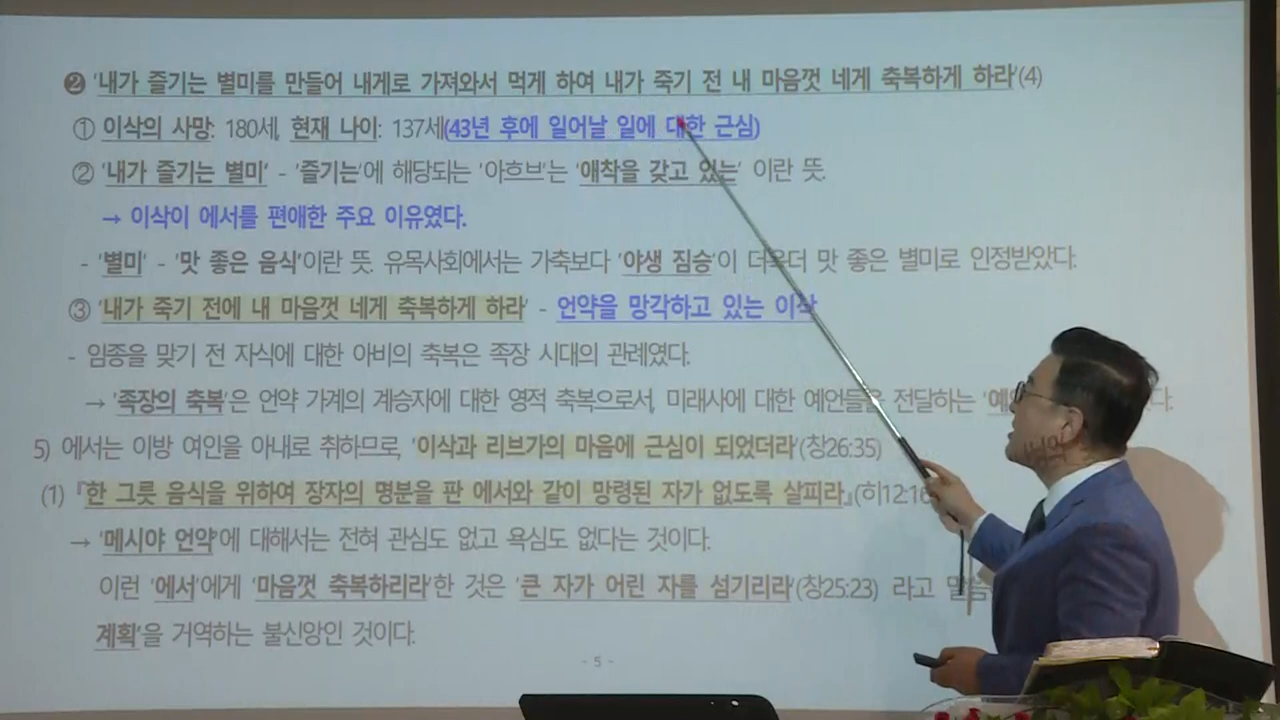 ❷ '내가 즐기는 별미를 만들어 내게로 가져와서 먹게 하여 내가 죽기 전 내 마음껏 네게 축복하게 하라'(4)
① 이삭의 사망: 180세, 현재 나이: 137세(43년 후에 일어날 일에 대한 근심)
② '내가 즐기는 별미' - '즐기는'에 해당되는 '아흐브'는 '애착을 갖고 있는' 이란 뜻.
→ 이삭이 에서를 편애한 주요 이유였다.
- '별미' - '맛 좋은 음식'이란 뜻. 유목사회에서는 가축보다 '야생 짐승'이 더욱더 맛 좋은 별미로 인정받았다.
③ '내가 죽기 전에 내 마음껏 네게 축복하게 하라' - 언약을 망각하고 있는 이삭
- 임종을 맞기 전 자식에 대한 아비의 축복은 족장 시대의 관례였다.
→ '족장의 축복'은 언약 가계의 계승자에 대한 영적 축복으로서, 미래사에 대한 예언들을 전달하는 다.
5) 에서는 이방 여인을 아내로 취하므로, '이삭과 리브가의 마음에 근심이 되었더라'(창26:35)
(1) 『한 그릇 음식을 위하여 장자의 명분을 판 에서와 같이 망령된 자가 없도록 살피라』(히12:16
→ '메시야 언약'에 대해서는 전혀 관심도 없고 욕심도 없다는 것이다.
이런 '에서'에게 '마음껏 축복하리라'한 것은 '큰 자가 어린 자를 섬기리라'(창25:23) 라고
계획'을 거역하는 불신앙인 것이다.
- 5 -